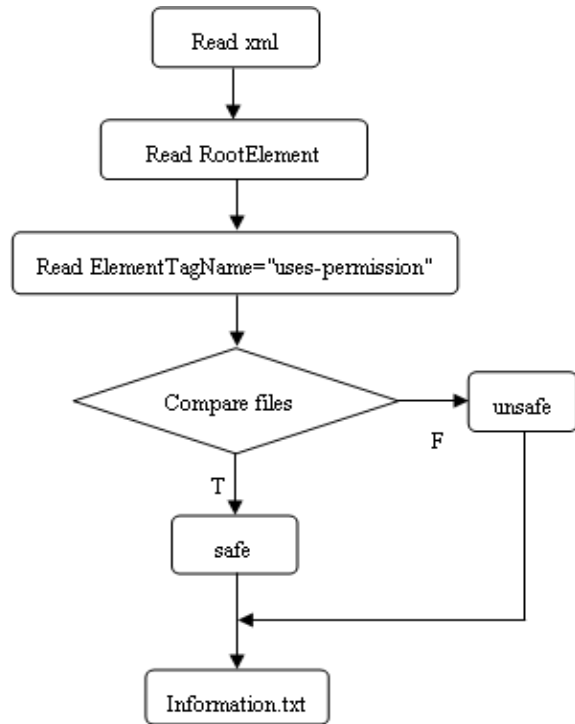 Read xml
Read RootElement
Read ElementTagName="uses-permission"
Compare files
unsafe
F
T
safe
Information.txt